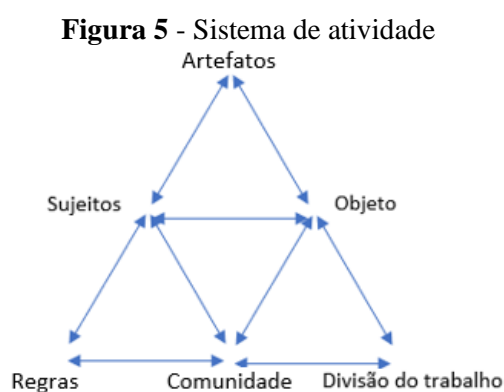 Figura 5 - Sistema de atividade
Artefatos
Sujeitos
Objeto
Regras
Comunidade
Divisão do trabalho